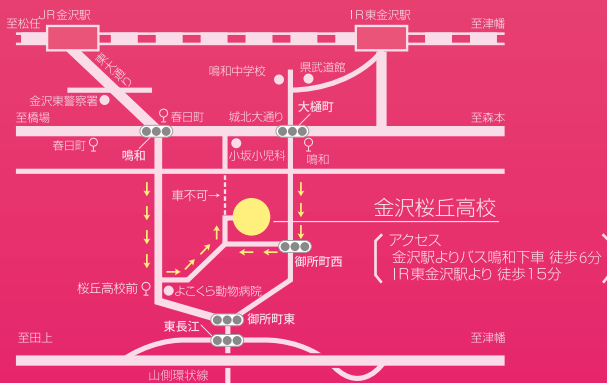 JR金沢駅
IR東金沢駅
至松任
至津幡
駅大通り
鳴和中学校
県武道館
金沢東警察署
大樋町
至橋場
春日町
城北大通り
至森本
春日町
鳴和
小坂小児科
鳴和
車不可→
金沢桜丘高校
アクセス
金沢駅よりバス鳴和下車 徒歩6分
IR東金沢駅より 徒歩15分
御所町西
桜丘高校前
よこくら動物病院
東長江
御所町東
至田上
至津幡
山側環状線